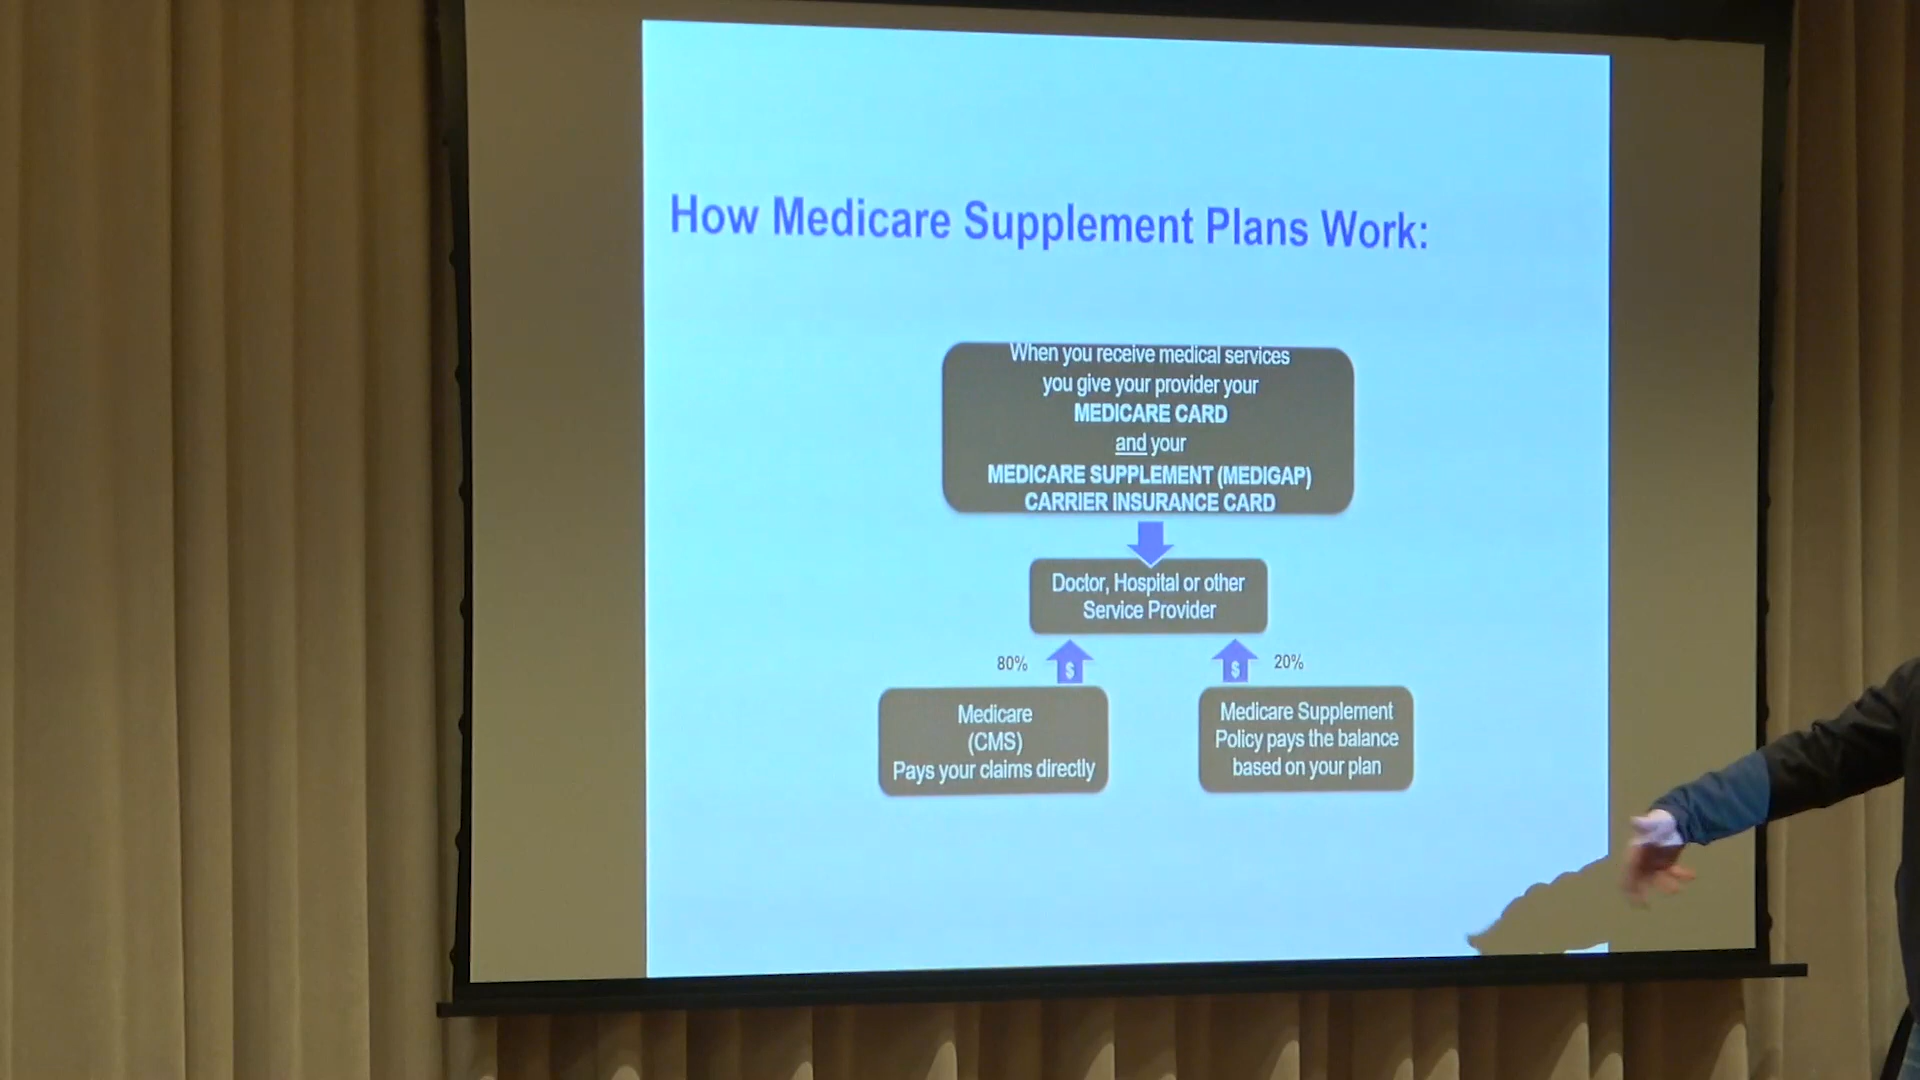 How Medicare Supplement Plans Work:
When you receive medical services
you give your provider your
MEDICARE CARD
and your
MEDICARE SUPPLEMENT (MEDIGAP)
CARRIER INSURANCE CARD
Doctor, Hospital or other
Service Provider
80%
$
$
20%
Medicare
(CMS)
Pays your claims directly
Medicare Supplement
Policy pays the balance
based on your plan